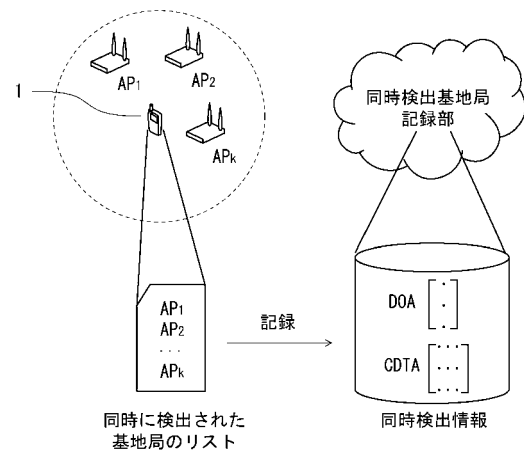 1
AP1
AP2
APk
同時検出基地局
記録部
AP1
AP2
...
APk
記録
DOA
CDTA
同時に検出された
基地局のリスト
同時検出情報